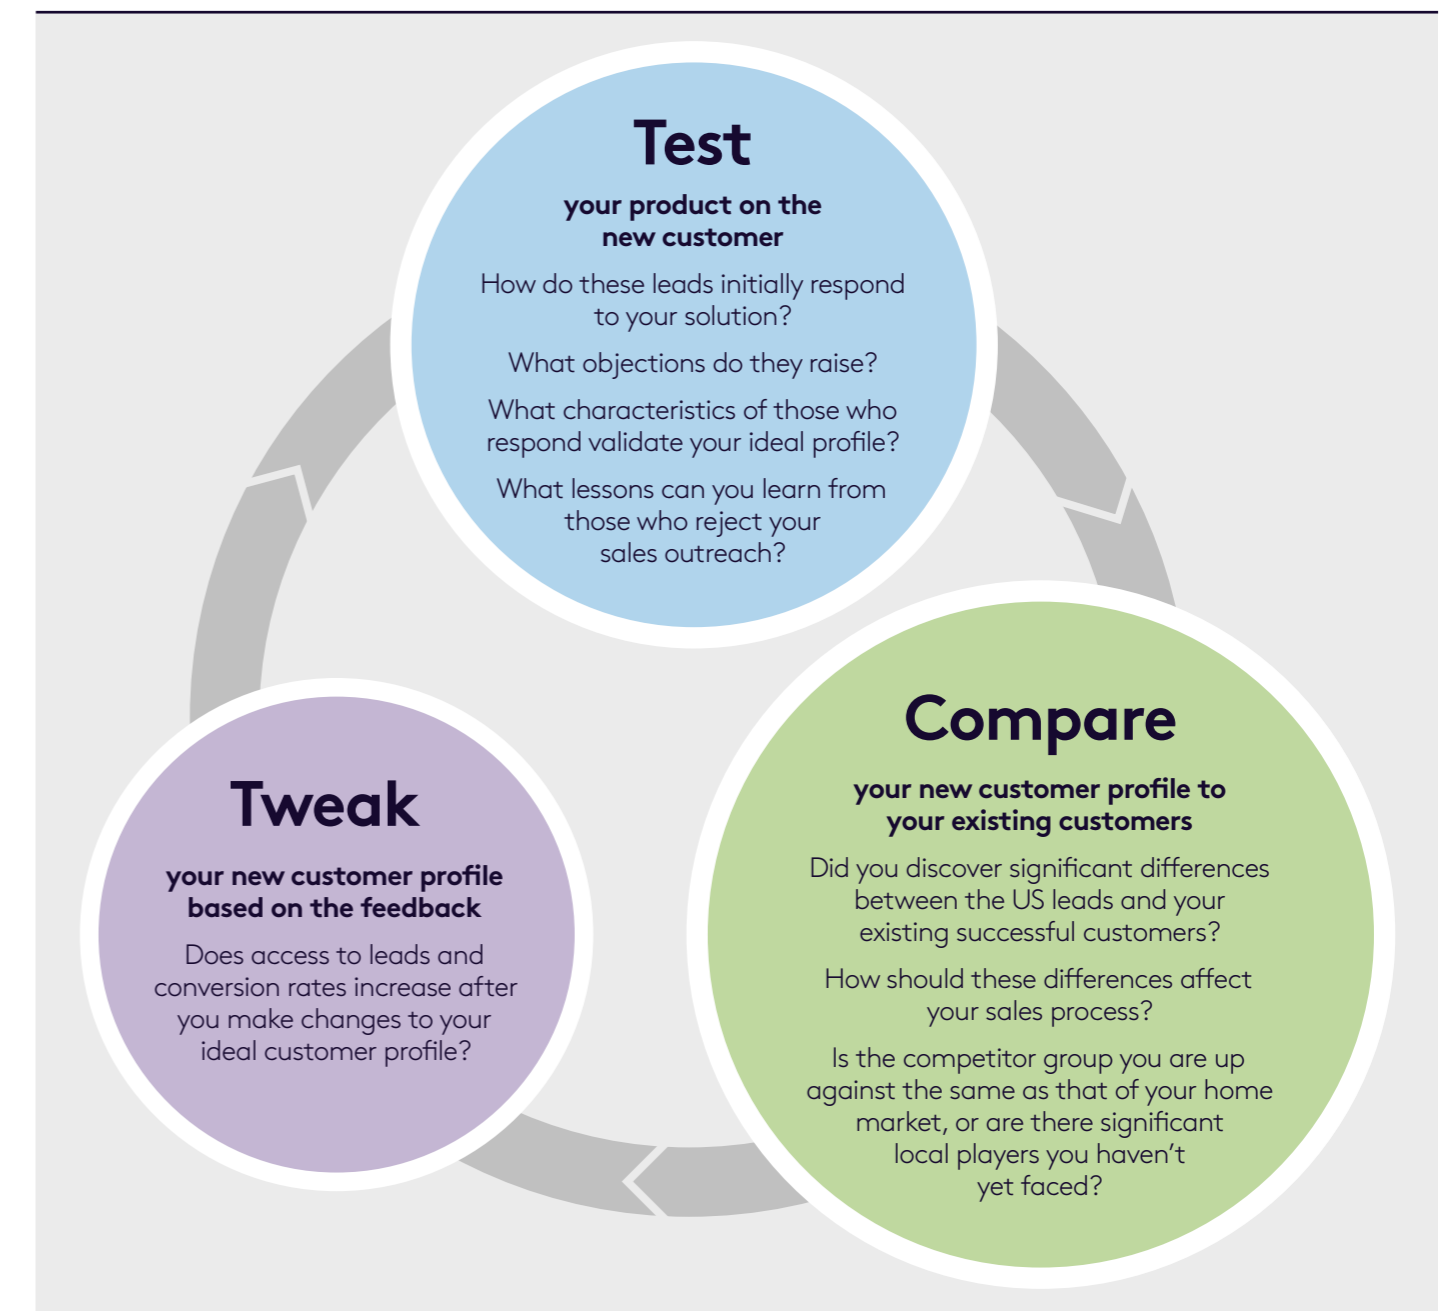 Test
your product on the
new customer
How do these leads initially respond
to your solution?
What objections do they raise?
What characteristics of those who
respond validate your ideal profile?
What lessons can you learn from
those who reject your
sales outreach?
Compare
your new customer profile to
your existing customers
Did you discover significant differences
between the US leads and your
existing successful customers?
How should these differences affect
your sales process?
Is the competitor group you are up
against the same as that of your home
market, or are there significant
local players you haven’t
yet faced?
Tweak
your new customer profile
based on the feedback
Does access to leads and
conversion rates increase after
you make changes to your
ideal customer profile?